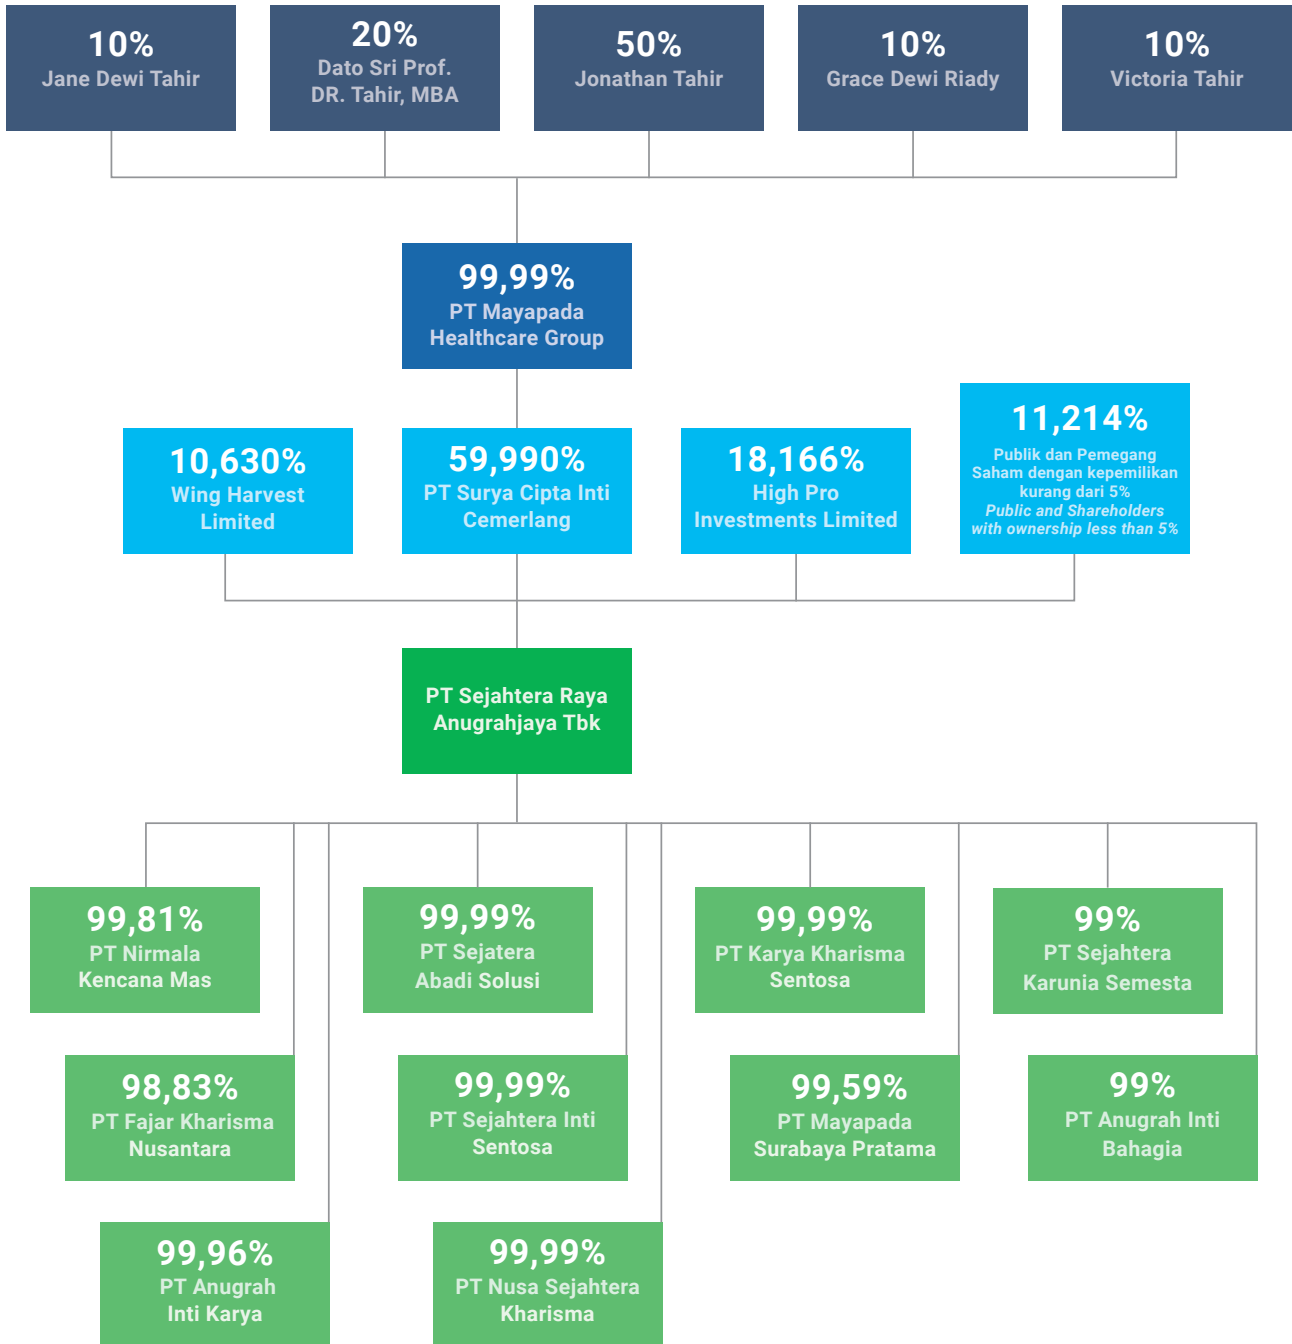 10%
Jane Dewi Tahir
20%
Dato Sri Prof.
DR. Tahir, MBA
50%
Jonathan Tahir
10%
Grace Dewi Riady
10%
Victoria Tahir
99,99%
PT Mayapada
Healthcare Group
10,630%
Wing Harvest
Limited
59,990%
PT Surya Cipta Inti
Cemerlang
18,166%
High Pro
Investments Limited
11,214%
Publik dan Pemegang
Saham dengan kepemilikan
kurang dari 5%
Public and Shareholders
with ownership less than 5%
PT Sejahtera Raya
Anugrahjaya Tbk
99,81%
PT Nirmala
Kencana Mas
99,99%
PT Sejatera
Abadi Solusi
99,99%
PT Karya Kharisma
Sentosa
99%
PT Sejahtera
Karunia Semesta
98,83%
PT Fajar Kharisma
Nusantara
99,99%
PT Sejahtera Inti
Sentosa
99,59%
PT Mayapada
Surabaya Pratama
99%
PT Anugrah Inti
Bahagia
99,96%
PT Anugrah
Inti Karya
99,99%
PT Nusa Sejahtera
Kharisma